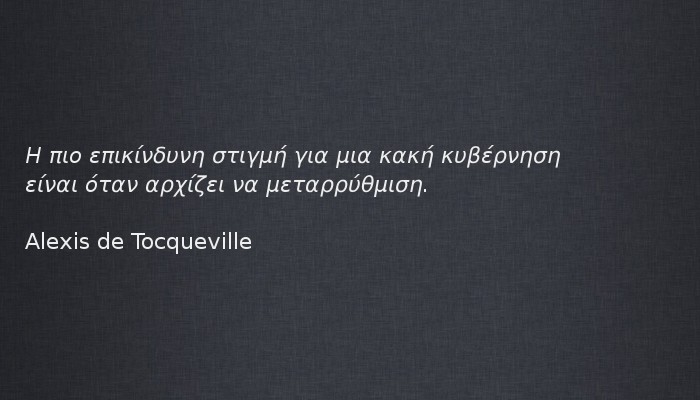 Η πιο επικίνδυνη στιγμή για μια κακή κυβέρνηση
είναι όταν αρχίζει να μεταρρύθμιση.
Alexis de Tocqueville